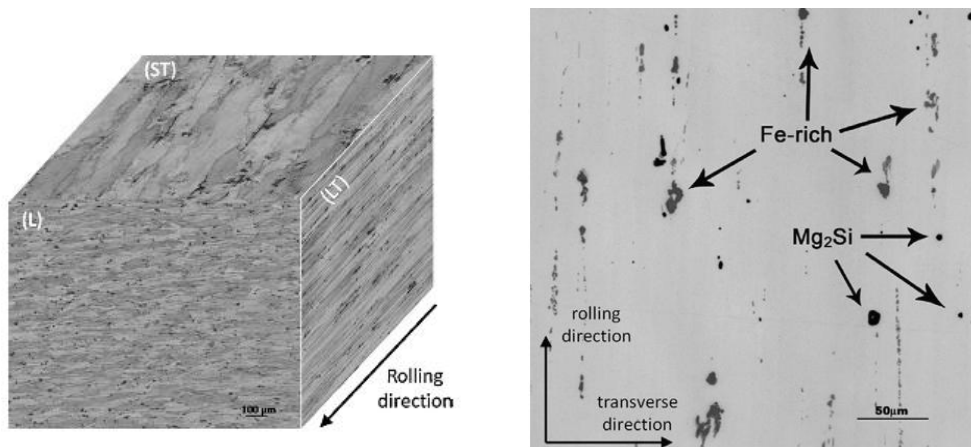 (ST)
(L)
(LT)
100 μm
Rolling
direction
Fe-rich
Mg₂Si
rolling
direction
transverse
direction
50μm